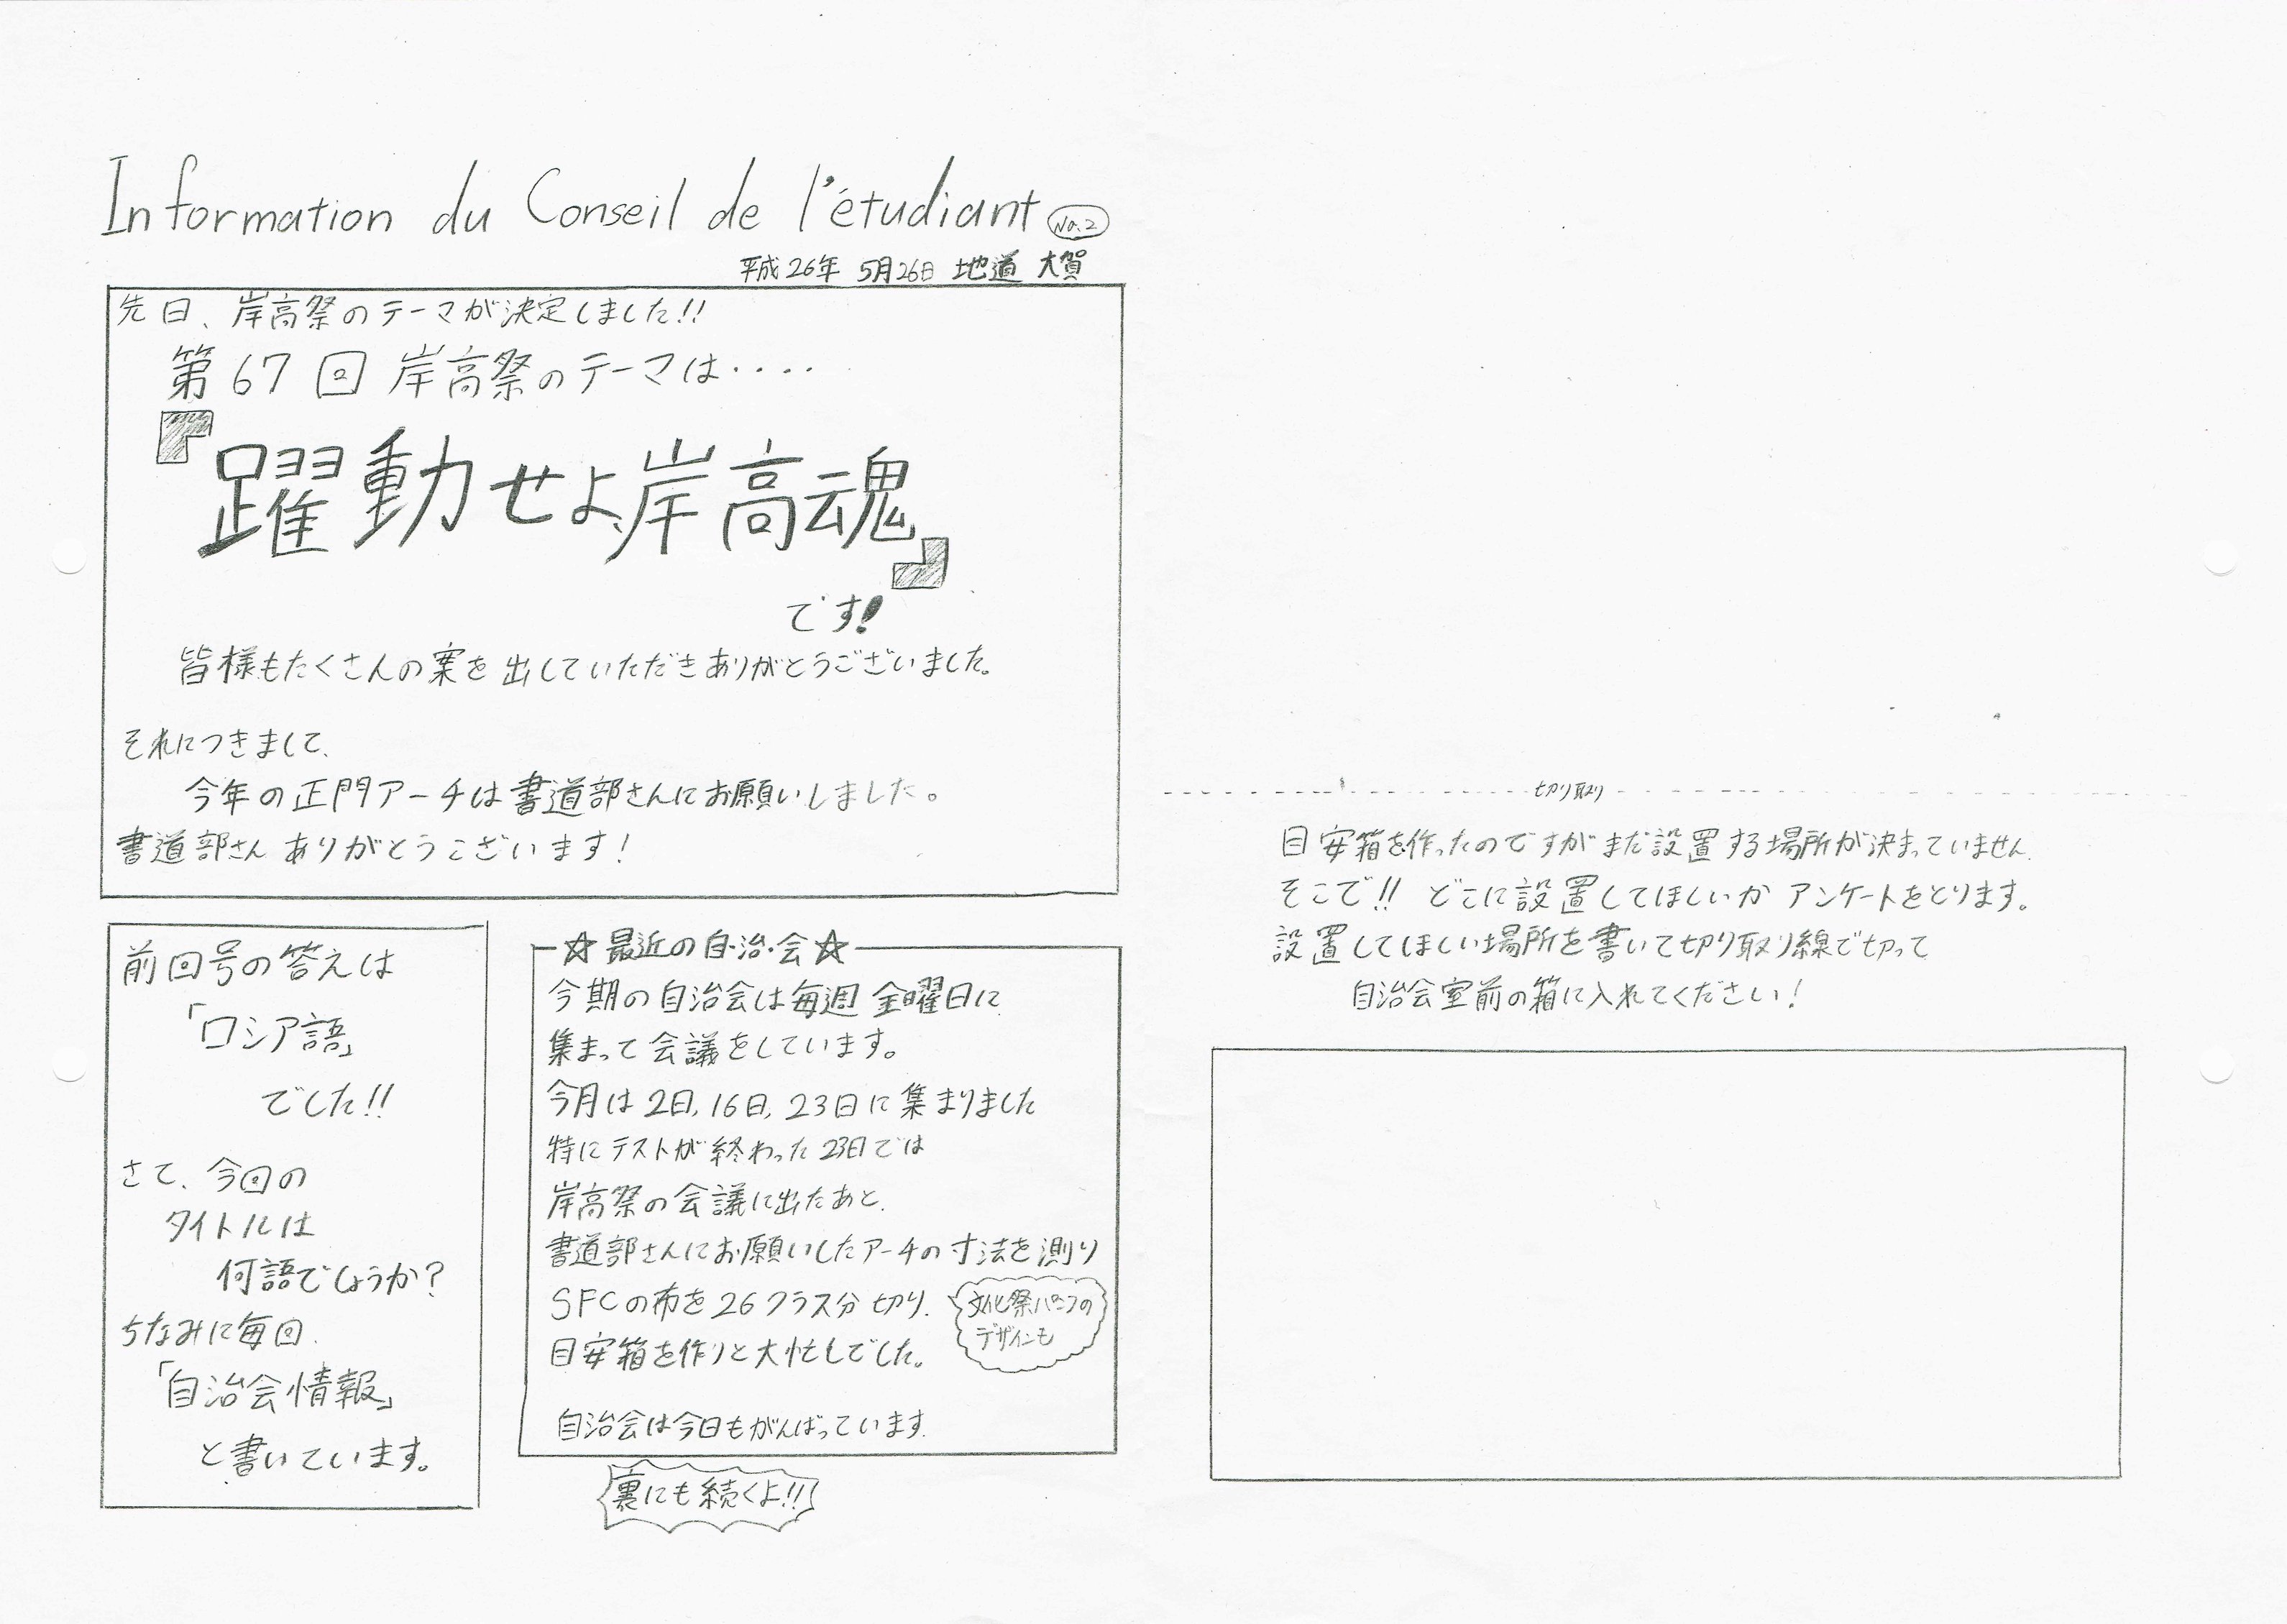 Information du Conseil de l'étudiant No.2
平成26年 5月26日 地道 大賀
先日、岸高祭のテーマが決定しました!!
第67回 岸高祭のテーマは‥‥
『躍動せよ、岸高魂』
です!
皆様もたくさんの案を出していただきありがとうございました。
それにつきまして、
今年の正門アーチは書道部さんにお願いしました。
書道部さん ありがとうございます!
前回号の答えは
「ロシア語」
でした!!
さて、今回の
タイトルは
何語でしょうか?
ちなみに毎回、
「自治会情報」
と書いています。
☆最近の自・治・会☆
今期の自治会は毎週 金曜日に
集まって会議をしています。
今月は2日,16日,23日に集まりました
特にテストが終わった23日では
岸高祭の会議に出たあと、
書道部さんにお願いしたアーチの寸法を測り
SFCの布を26クラス分切り、
文化祭パンフの
デザインも
目安箱を作りと大忙しでした。
自治会は今日もがんばっています。
裏にも続くよ!!
切り取り
目安箱を作ったのですがまだ設置する場所が決まっていません。
そこで!! どこに設置してほしいか アンケートをとります。
設置してほしい場所を書いて切り取り線で切って
自治会室前の箱に入れてください!